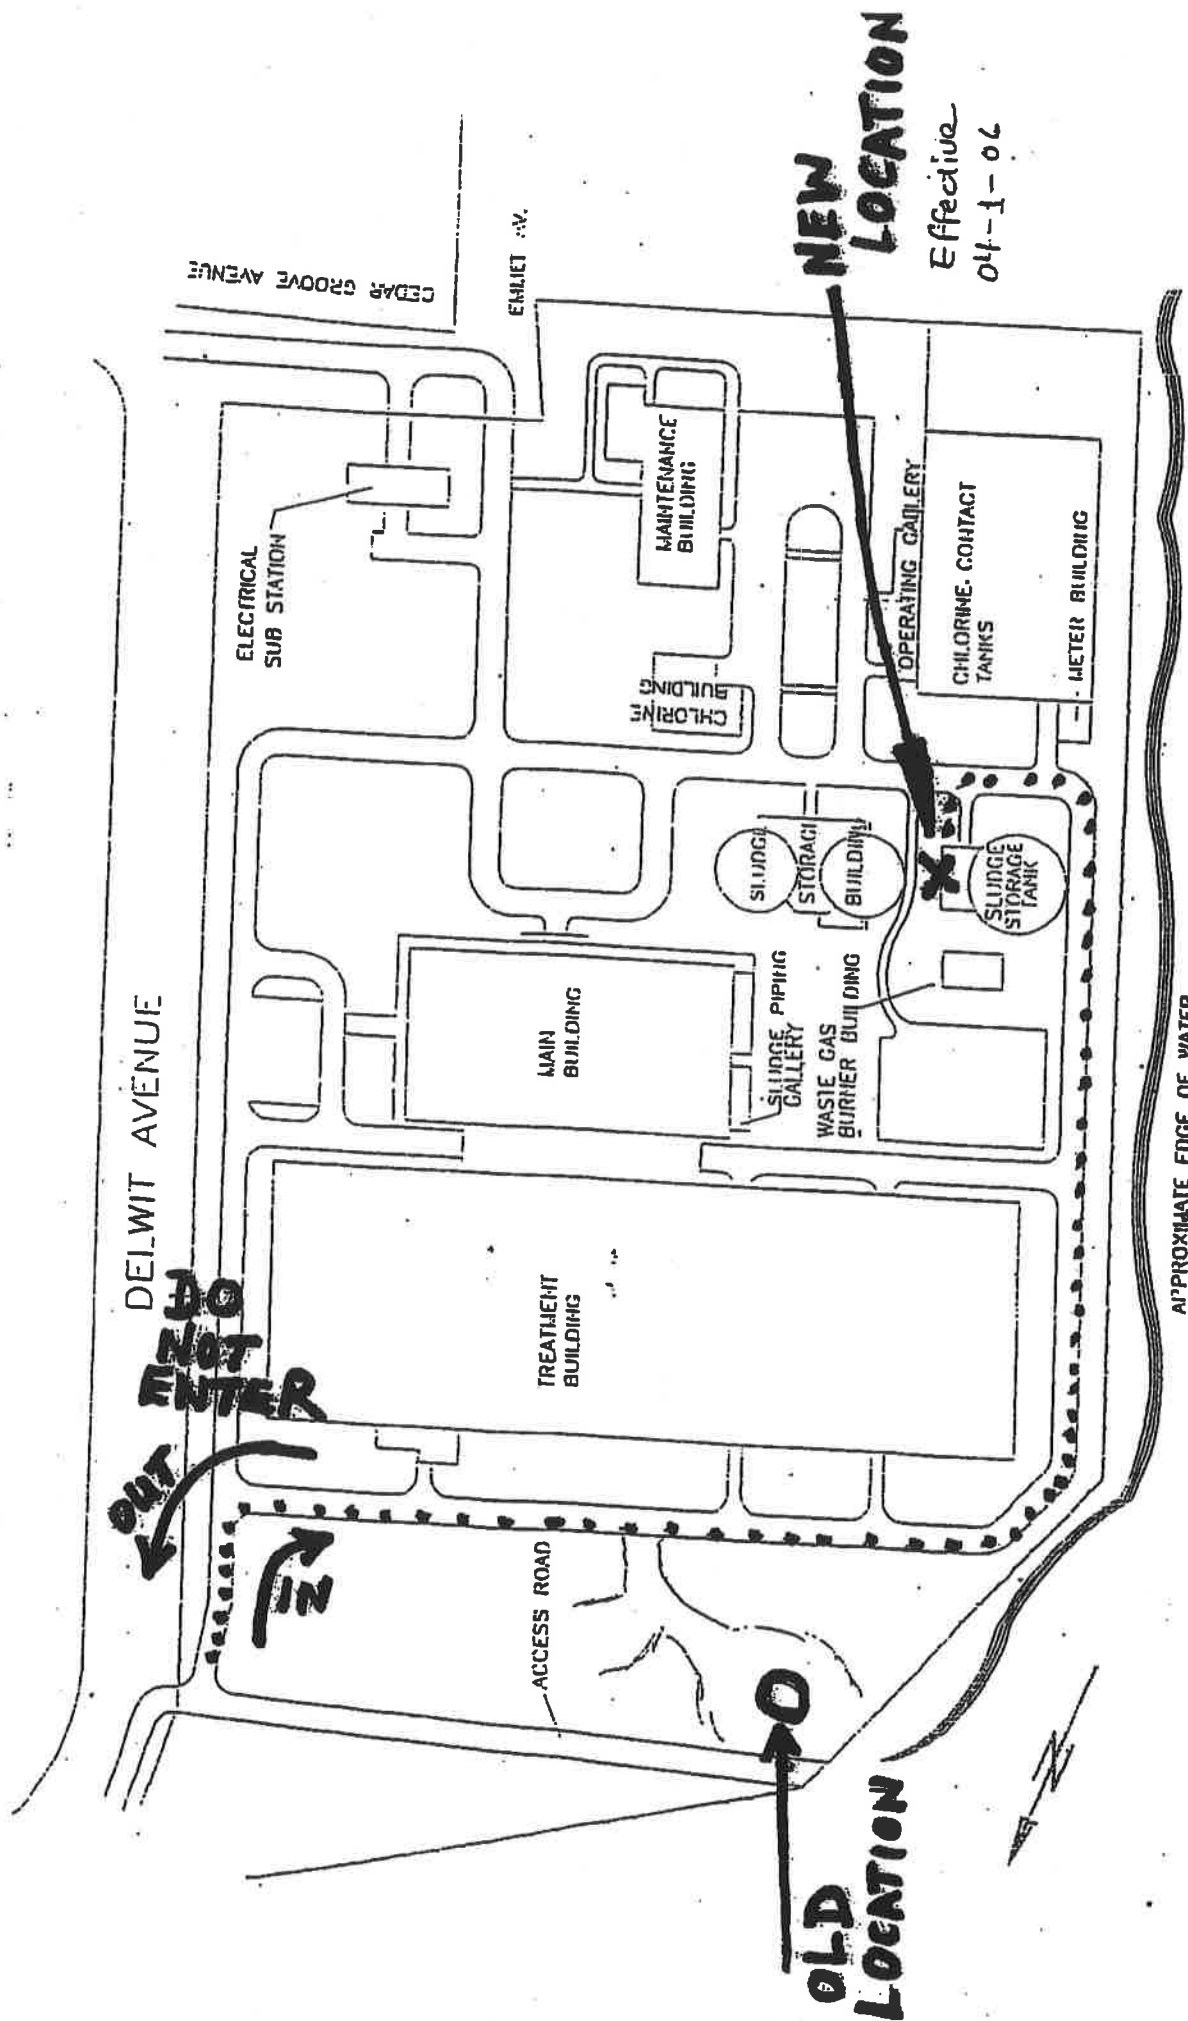 DELWIT AVENUE
DO
NOT
ENTER
OUT
IN
CEDAR GROOVE AVENUE
ELECTRICAL
SUB STATION
MAINTENANCE
BUILDING
CHLORINE
BUILDING
MAIN
BUILDING
TREATMENT
BUILDING
ACCESS ROAD
SLUDGE
STORAGE
BUILDING
SLUDGE PIPING
GALLERY
WASTE GAS
BURNER BUILDING
OPERATING GALLERY
CHLORINE CONTACT
TANKS
METER BUILDING
X
SLUDGE
STORAGE
TANK
NEW
LOCATION
Effective
04-1-06
O
OLD
LOCATION
N
APPROXIMATE EDGE OF WATER